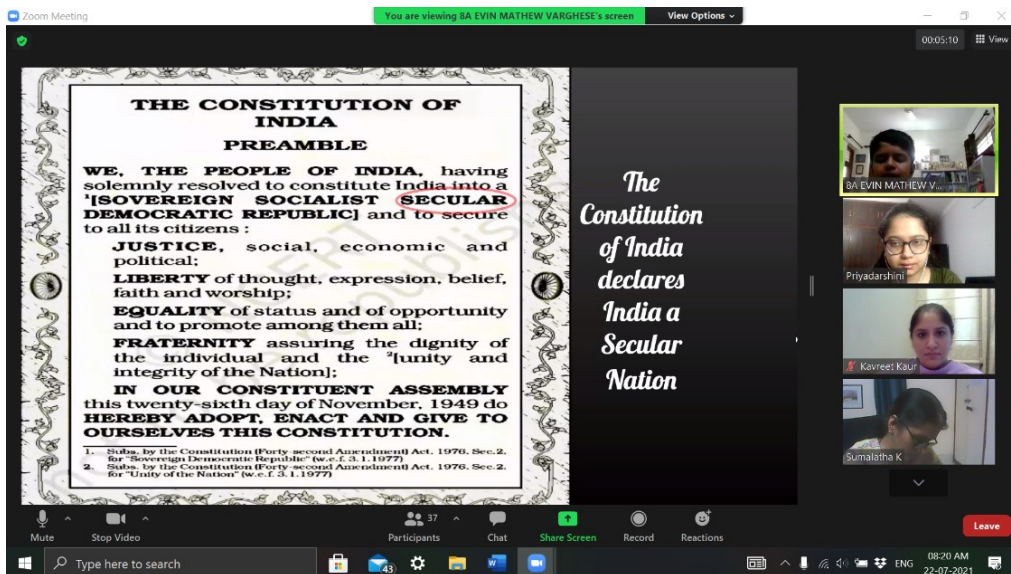 Zoom Meeting
You are viewing 8A EVIN MATHEW VARGHESE's screen
View Options
00:05:10
View
THE CONSTITUTION OF
INDIA
PREAMBLE
WE, THE PEOPLE OF INDIA, having
solemnly resolved to constitute India into a
¹[SOVEREIGN SOCIALIST SECULAR
DEMOCRATIC REPUBLIC] and to secure
to all its citizens :
JUSTICE, social, economic and
political;
LIBERTY of thought, expression, belief,
faith and worship;
EQUALITY of status and of opportunity
and to promote among them all;
FRATERNITY assuring the dignity of
the individual and the ²[unity and
integrity of the Nation];
IN OUR CONSTITUENT ASSEMBLY
this twenty-sixth day of November, 1949 do
HEREBY ADOPT, ENACT AND GIVE TO
OURSELVES THIS CONSTITUTION.
1. Subs. by the Constitution (Forty-second Amendment) Act, 1976, Sec.2,
for "Sovereign Democratic Republic" (w.e.f. 3.1.1977)
2. Subs. by the Constitution (Forty-second Amendment) Act, 1976, Sec.2,
for "Unity of the Nation" (w.e.f. 3.1.1977)
The
Constitution
of India
declares
India a
Secular
Nation
8A EVIN MATHEW V...
Priyadarshini
Kavreet Kaur
Sumalatha K
Mute
Stop Video
37
Participants
Chat
Share Screen
Record
Reactions
Leave
Type here to search
43
ENG
08:20 AM
22-07-2021